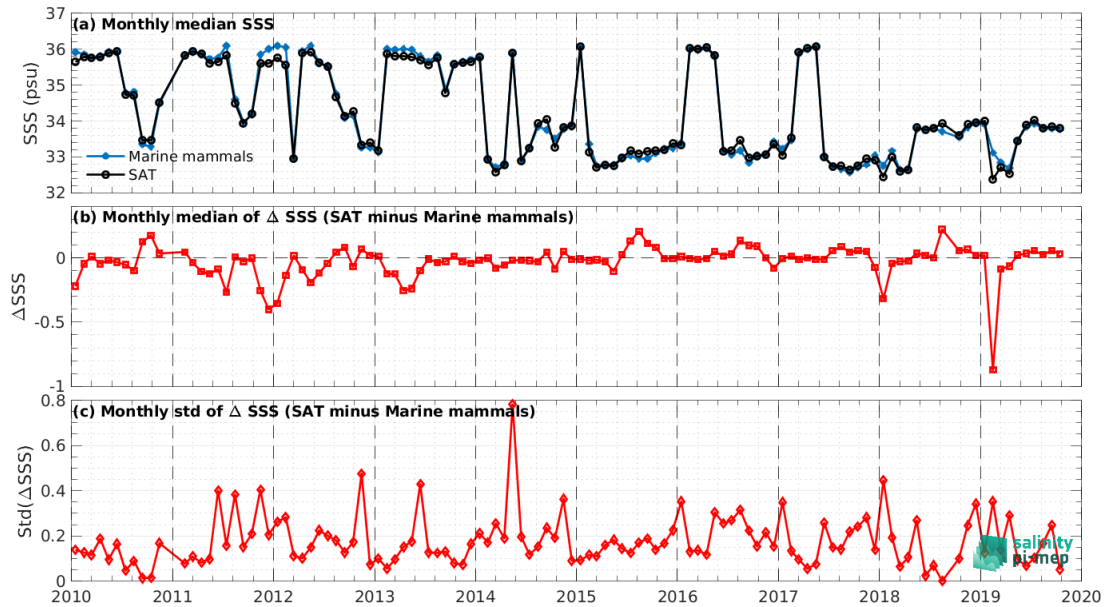 (a) Monthly median SSS
37
36
35
34
33
32
SSS (psu)
Marine mammals
SAT
(b) Monthly median of Δ SSS (SAT minus Marine mammals)
0
-0.5
-1
ΔSSS
(c) Monthly std of Δ SSS (SAT minus Marine mammals)
0.8
0.6
0.4
0.2
0
Std(ΔSSS)
salinity
pi-mep
2010 2011 2012 2013 2014 2015 2016 2017 2018 2019 2020